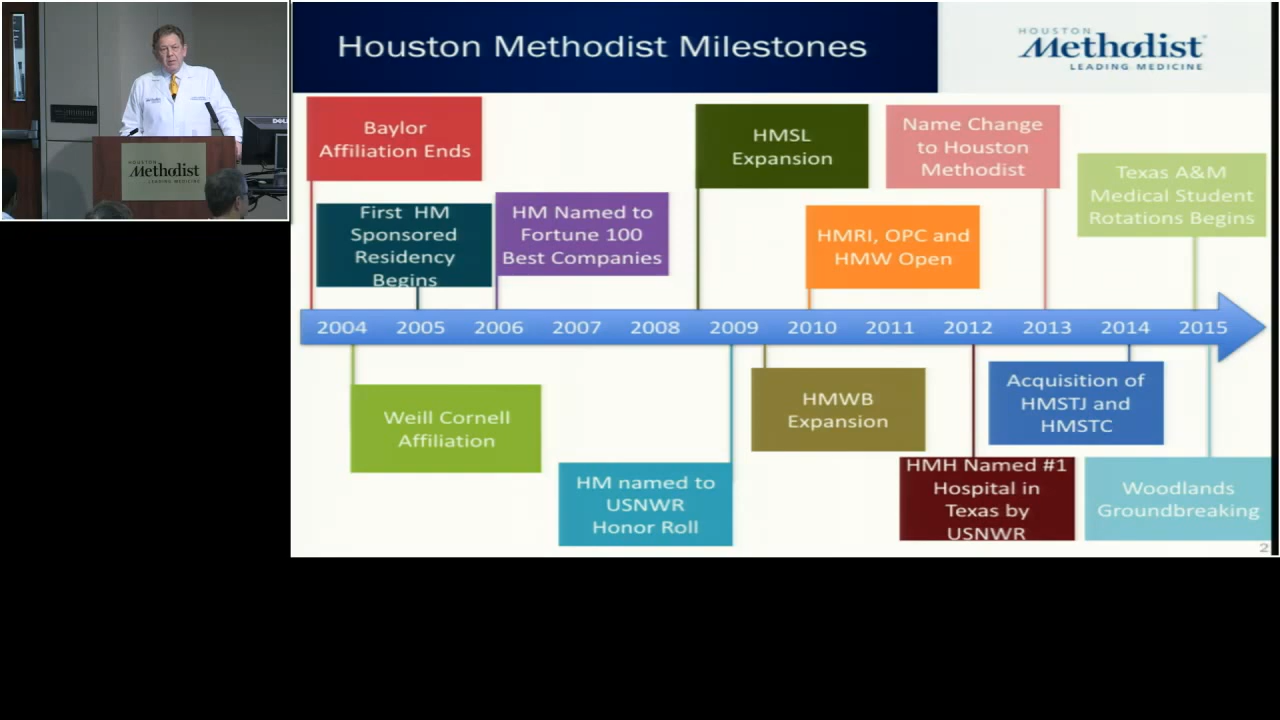 Houston Methodist Milestones
HOUSTON
Methodist
LEADING MEDICINE
Baylor
Affiliation Ends
First HM
Sponsored
Residency
Begins
HM Named to
Fortune 100
Best Companies
HMSL
Expansion
HMRI, OPC and
HMW Open
Name Change
to Houston
Methodist
Texas A&M
Medical Student
Rotations Begins
2004 2005 2006 2007 2008 2009 2010 2011 2012 2013 2014 2015
Weill Cornell
Affiliation
HM named to
USNWR
Honor Roll
HMWB
Expansion
HMH Named #1
Hospital in
Texas by
USNWR
Acquisition of
HMSTJ and
HMSTC
Woodlands
Groundbreaking
2
HOUSTON
Methodist
LEADING MEDICINE
DELL